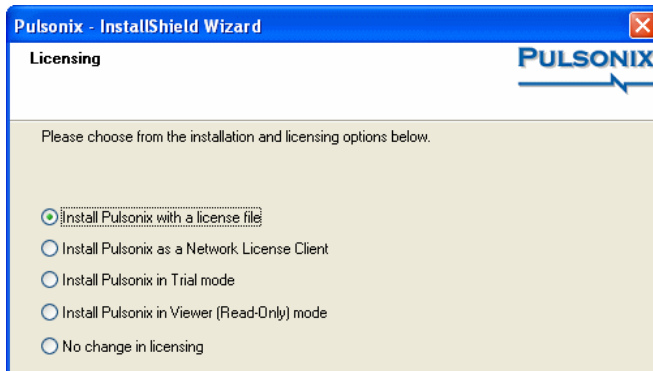 Pulsonix - InstallShield Wizard
Licensing
PULSONIX
Please choose from the installation and licensing options below.
Install Pulsonix with a license file
Install Pulsonix as a Network License Client
Install Pulsonix in Trial mode
Install Pulsonix in Viewer (Read-Only) mode
No change in licensing